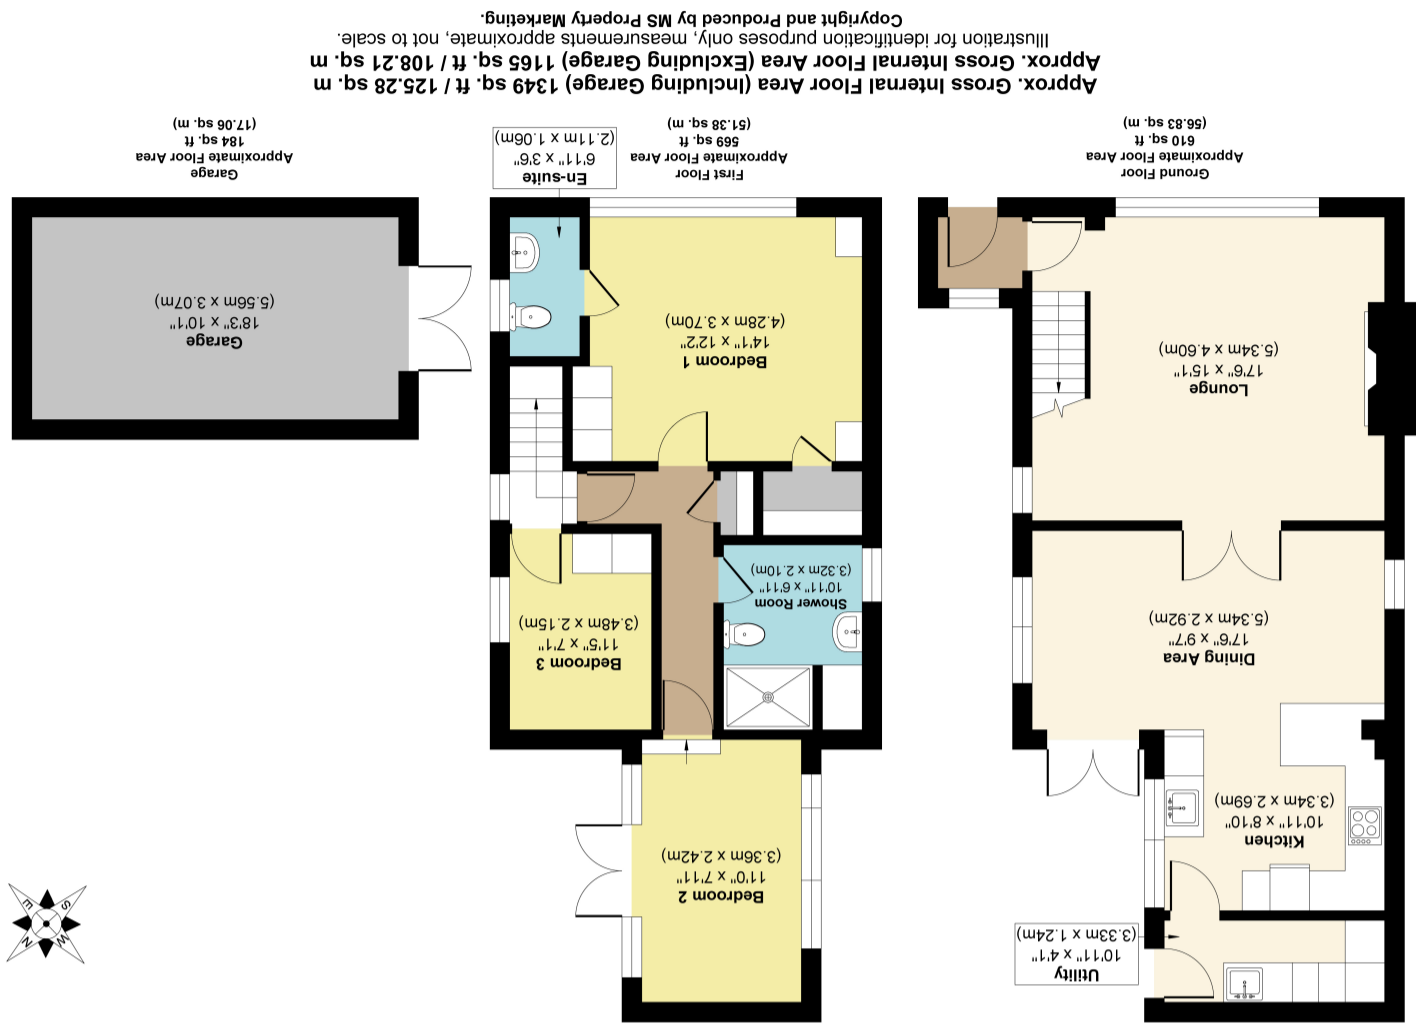 Utility
10'11" x 4'1"
(3.33m x 1.24m)
Kitchen
10'11" x 8'10"
(3.34m x 2.69m)
Dining Area
17'6" x 9'7"
(5.34m x 2.92m)
Lounge
17'6" x 15'1"
(5.34m x 4.60m)
Ground Floor
Approximate Floor Area
610 sq. ft
(56.83 sq. m)
Bedroom 2
11'0" x 7'11"
(3.36m x 2.42m)
Bedroom 3
11'5" x 7'1"
(3.48m x 2.15m)
Shower Room
10'11" x 6'11"
(3.32m x 2.10m)
Bedroom 1
14'1" x 12'2"
(4.28m x 3.70m)
En-suite
6'11" x 3'6"
(2.11m x 1.06m)
First Floor
Approximate Floor Area
569 sq. ft
(51.38 sq. m)
Garage
18'3" x 10'1"
(5.56m x 3.07m)
Garage
Approximate Floor Area
184 sq. ft
(17.06 sq. m)
N
E
S
W
Approx. Gross Internal Floor Area (Including Garage) 1349 sq. ft / 125.28 sq. m
Approx. Gross Internal Floor Area (Excluding Garage) 1165 sq. ft / 108.21 sq. m
Illustration for identification purposes only, measurements approximate, not to scale.
Copyright and Produced by MS Property Marketing.